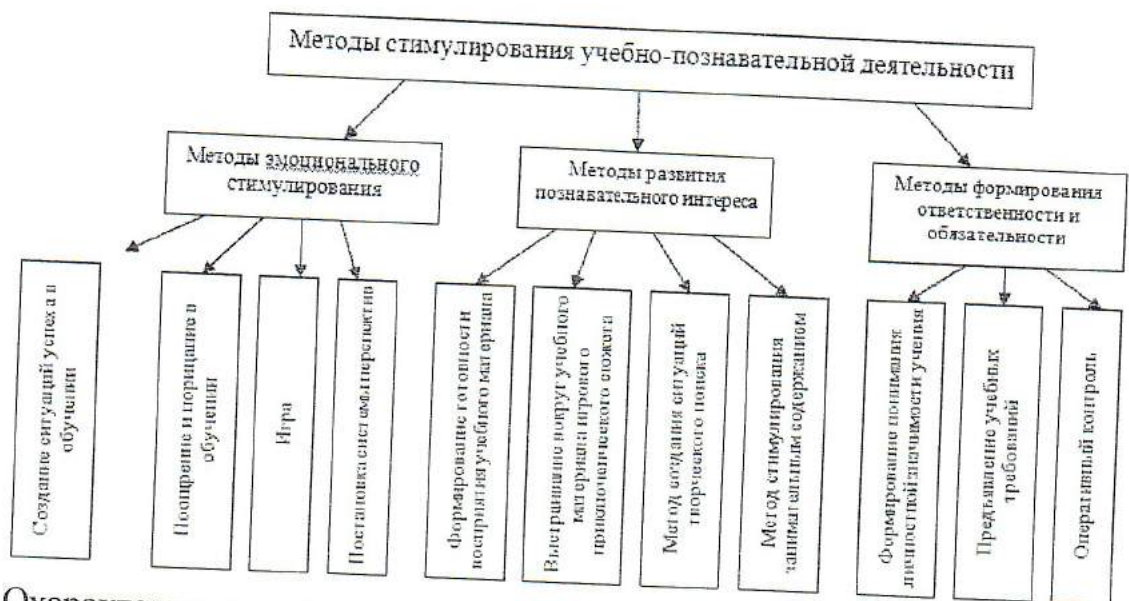 Методы стимулирования учебно-познавательной деятельности
Методы эмоционального
стимулирования
Методы развития
познавательного интереса
Методы формирования
ответственности и
обязательности
Создание ситуаций успеха в
обучении
Поощрение и порицание в
обучении
Игра
Постановка системы перспектив
Формирование готовности
восприятия учебного материала
Выстраивание вокруг учебного
материала игрового
приключенческого сюжета
Метод создания ситуаций
творческого поиска
Метод стимулирования
занимательным содержанием
Формирование понимания
личностной значимости учения
Предъявление учебных
требований
Оперативный контроль